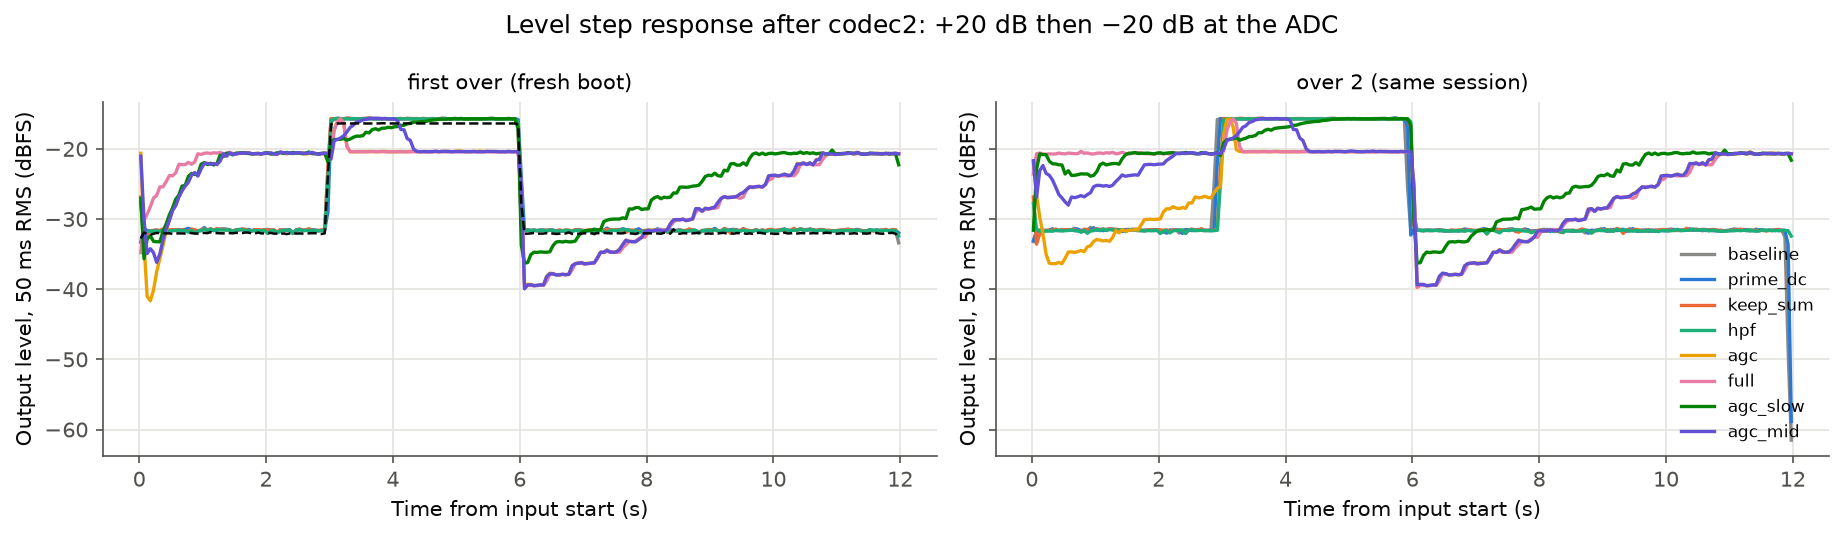 Level step response after codec2: +20 dB then −20 dB at the ADC
first over (fresh boot)
Output level, 50 ms RMS (dBFS)
−20
−30
−40
−50
−60
0 2 4 6 8 10 12
Time from input start (s)
over 2 (same session)
Output level, 50 ms RMS (dBFS)
baseline
prime_dc
keep_sum
hpf
agc
full
agc_slow
agc_mid
0 2 4 6 8 10 12
Time from input start (s)